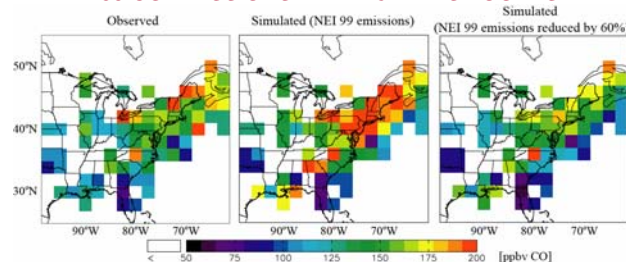 Observed
Simulated (NEI 99 emissions)
Simulated
(NEI 99 emissions reduced by 60%
50°N
40°N
30°N
90°W 80°W 70°W
90°W 80°W 70°W
90°W 80°W 70°W
< 50 75 100 125 150 175 200 [ppbv CO]